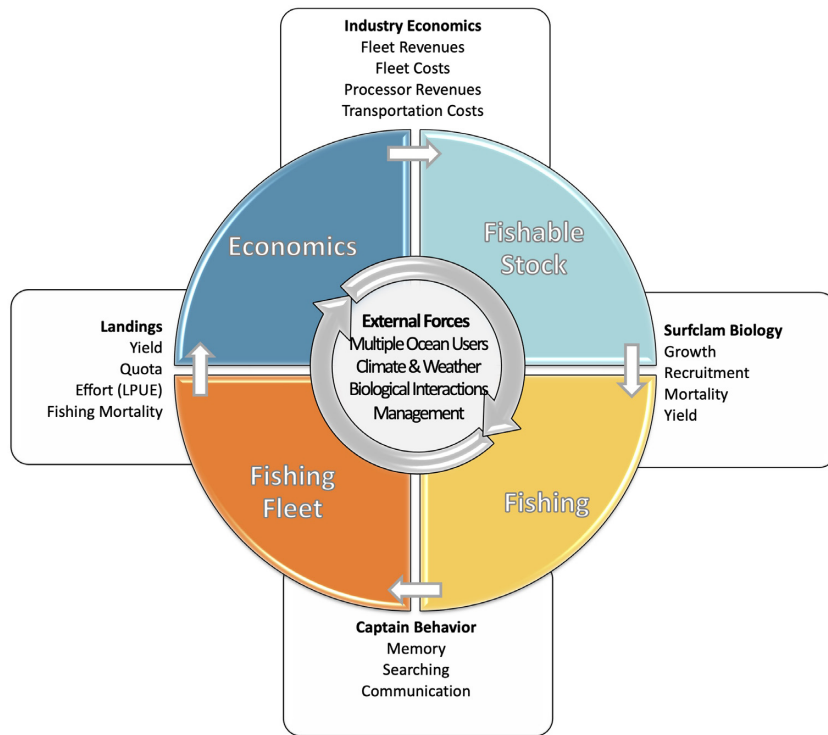 Industry Economics
Fleet Revenues
Fleet Costs
Processor Revenues
Transportation Costs
Economics
Fishable
Stock
External Forces
Multiple Ocean Users
Climate & Weather
Biological Interactions
Management
Landings
Yield
Quota
Effort (LPUE)
Fishing Mortality
Surfclam Biology
Growth
Recruitment
Mortality
Yield
Fishing
Fleet
Fishing
Captain Behavior
Memory
Searching
Communication